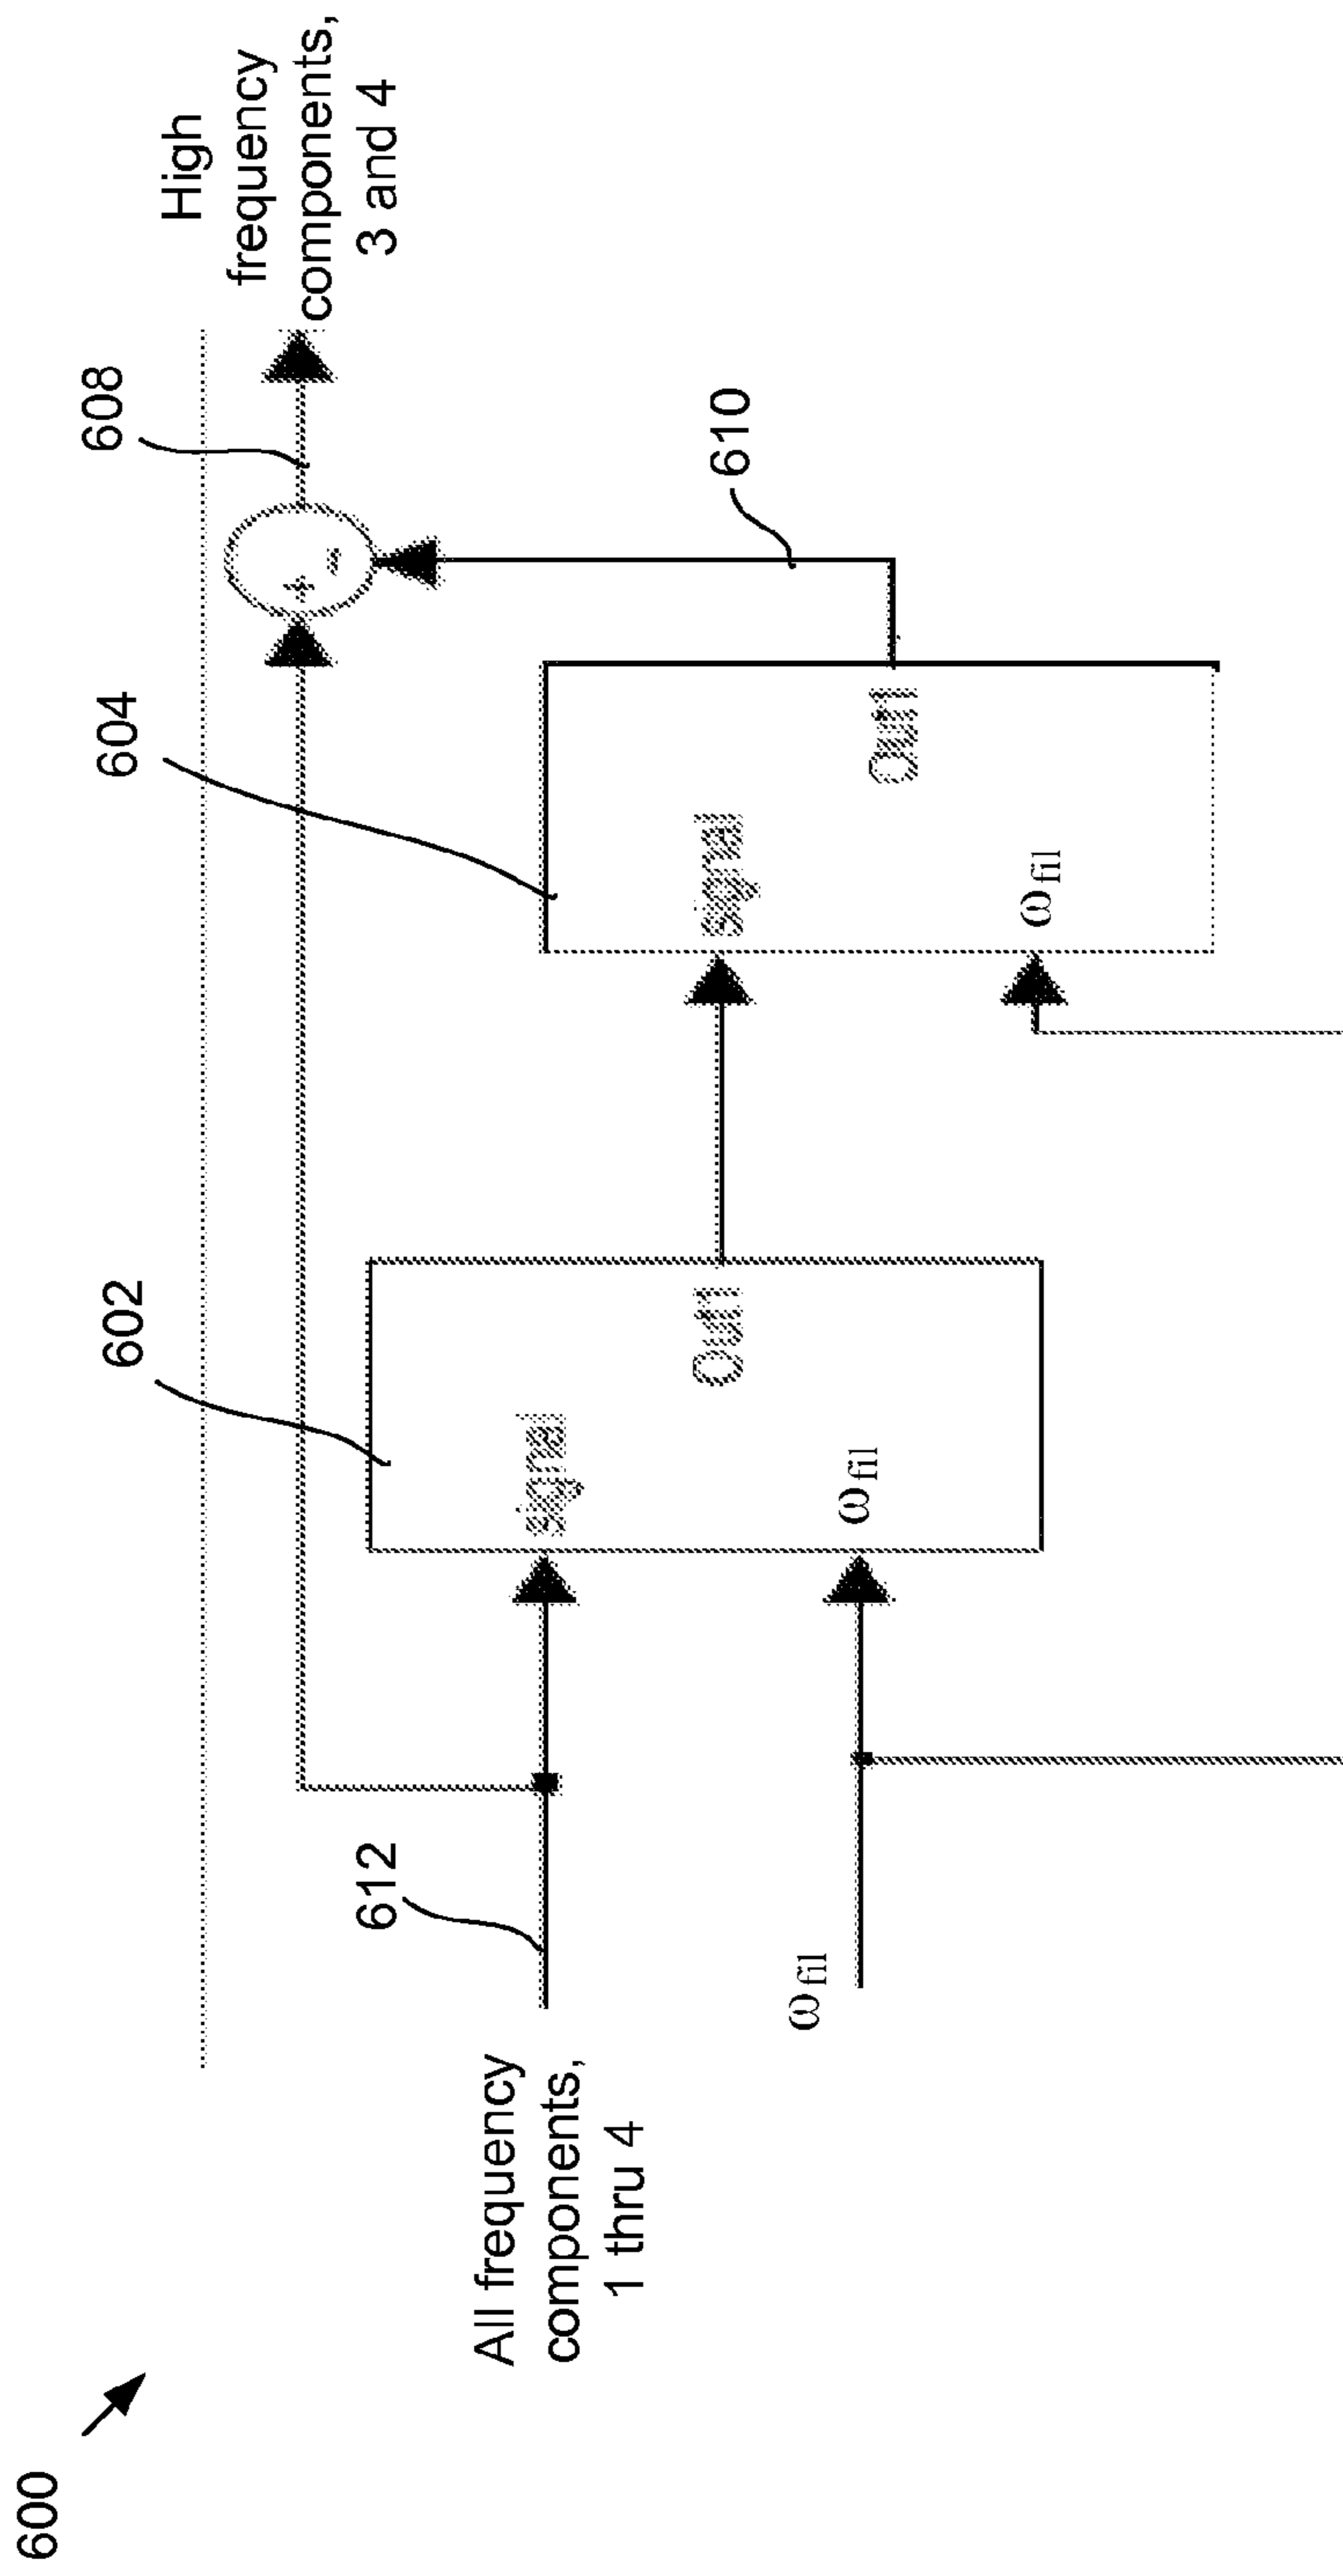 600
All frequency
components,
1 thru 4
612
ω fil
602
signal
ω fil
Out1
604
signal
ω fil
Out1
610
+
-
608
High
frequency
components,
3 and 4